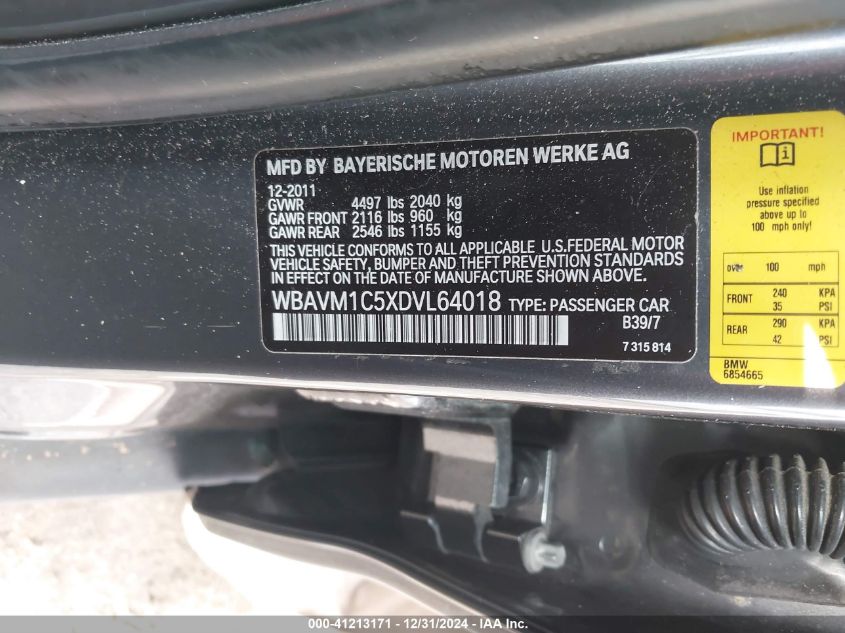 MFD BY BAYERISCHE MOTOREN WERKE AG
12-2011
GVWR 4497 lbs 2040 kg
GAWR FRONT 2116 lbs 960 kg
GAWR REAR 2546 lbs 1155 kg
THIS VEHICLE CONFORMS TO ALL APPLICABLE U.S.FEDERAL MOTOR
VEHICLE SAFETY, BUMPER AND THEFT PREVENTION STANDARDS
IN EFFECT ON THE DATE OF MANUFACTURE SHOWN ABOVE.
WBAVM1C5XDVL64018 TYPE: PASSENGER CAR
B39/7
7 315 814
IMPORTANT!
Use inflation
pressure specified
above up to
100 mph only!
over 100 mph
FRONT 240 KPA
35 PSI
REAR 290 KPA
42 PSI
BMW
6854665
000-41213171 - 12/31/2024 -